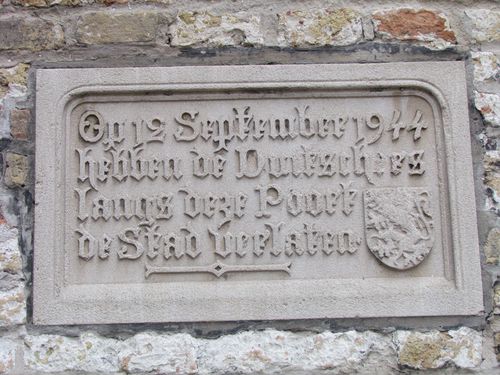 Op 12 September 1944
hebben de Duitschers
langs deze Poort
de Stad verlaten